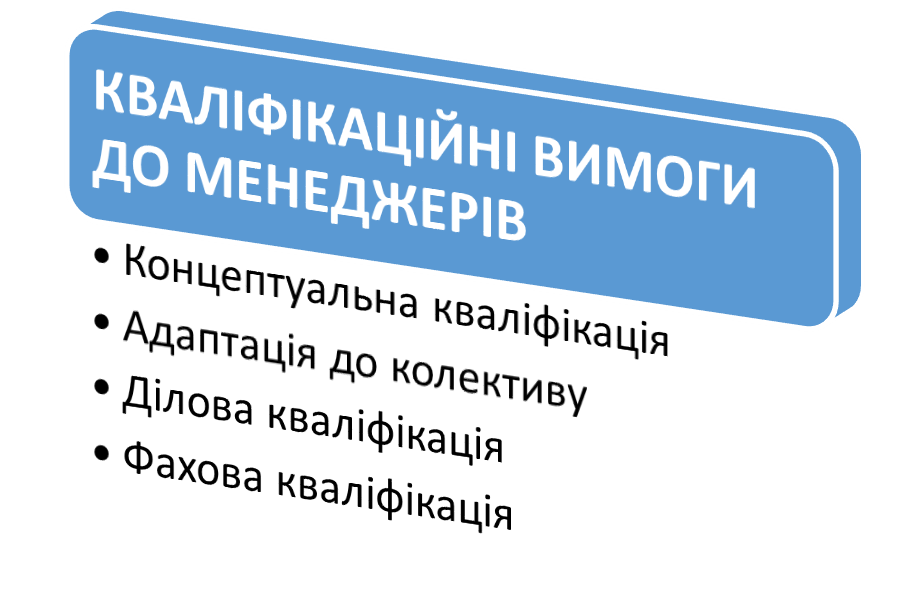 КВАЛІФІКАЦІЙНІ ВИМОГИ
ДО МЕНЕДЖЕРІВ
• Концептуальна кваліфікація
• Адаптація до колективу
• Ділова кваліфікація
• Фахова кваліфікація